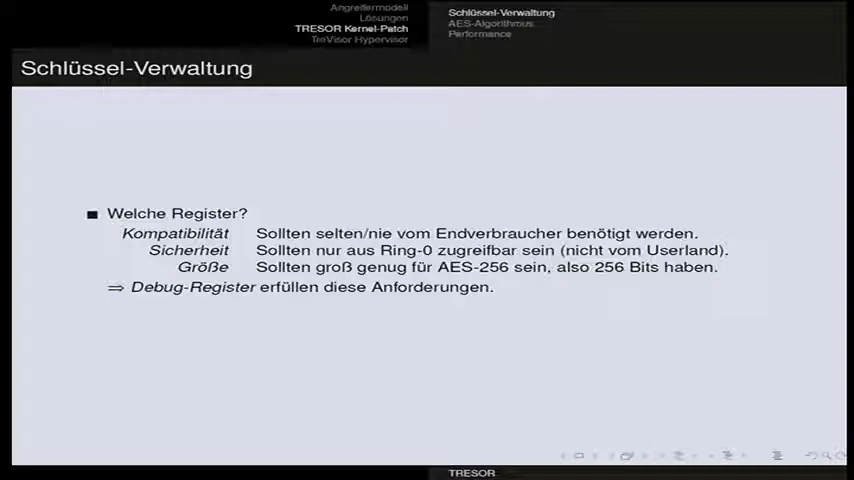 Angreifermodell
Lösungen
TRESOR Kernel-Patch
TreVisor Hypervisor
Schlüssel-Verwaltung
AES-Algorithmus
Performance
Schlüssel-Verwaltung
Welche Register?
Kompatibilität Sollten selten/nie vom Endverbraucher benötigt werden.
Sicherheit Sollten nur aus Ring-0 zugreifbar sein (nicht vom Userland).
Größe Sollten groß genug für AES-256 sein, also 256 Bits haben.
⇒ Debug-Register erfüllen diese Anforderungen.
TRESOR